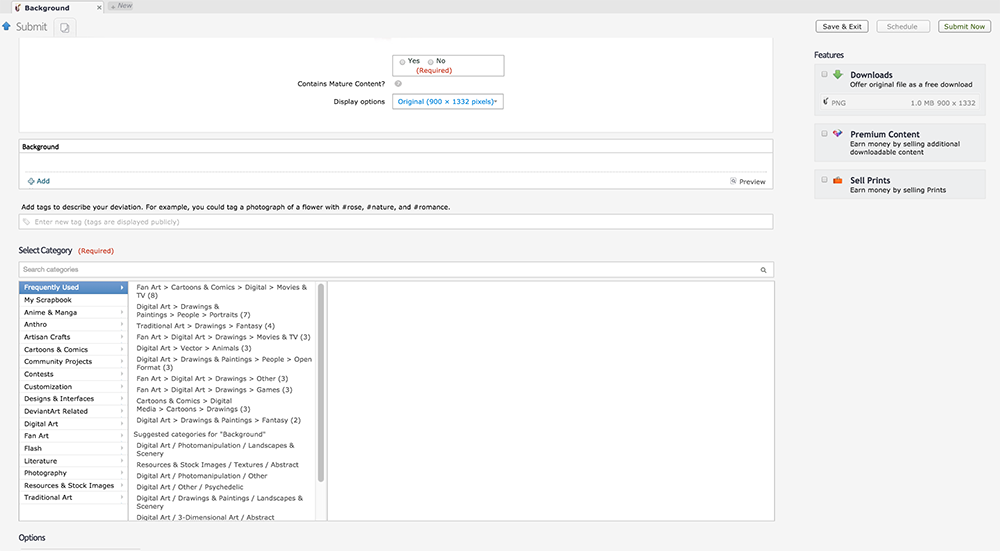 Background
New
Submit
Save & Exit
Schedule
Submit Now
Yes
No
(Required)
Contains Mature Content?
Display options
Original (900 × 1332 pixels)
Background
Add
Preview
Add tags to describe your deviation. For example, you could tag a photograph of a flower with #rose, #nature, and #romance.
Enter new tag (tags are displayed publicly)
Select Category (Required)
Search categories
Frequently Used
My Scrapbook
Anime & Manga
Anthro
Artisan Crafts
Cartoons & Comics
Community Projects
Contests
Customization
Designs & Interfaces
DeviantArt Related
Digital Art
Fan Art
Flash
Literature
Photography
Resources & Stock Images
Traditional Art
Fan Art > Cartoons & Comics > Digital > Movies &
TV (8)
Digital Art > Drawings &
Paintings > People > Portraits (7)
Traditional Art > Drawings > Fantasy (4)
Fan Art > Digital Art > Drawings > Movies & TV (3)
Digital Art > Vector > Animals (3)
Digital Art > Drawings & Paintings > People > Open
Format (3)
Fan Art > Digital Art > Drawings > Other (3)
Fan Art > Digital Art > Drawings > Games (3)
Cartoons & Comics > Digital
Media > Cartoons > Drawings (3)
Digital Art > Drawings & Paintings > Fantasy (2)
Suggested categories for "Background"
Digital Art / Photomanipulation / Landscapes &
Scenery
Resources & Stock Images / Textures / Abstract
Digital Art / Photomanipulation / Other
Digital Art / Other / Psychedelic
Digital Art / Drawings & Paintings / Landscapes &
Scenery
Digital Art / 3-Dimensional Art / Abstract
Options
Features
Downloads
Offer original file as a free download
PNG
1.0 MB 900 x 1332
Premium Content
Earn money by selling additional
downloadable content
Sell Prints
Earn money by selling Prints